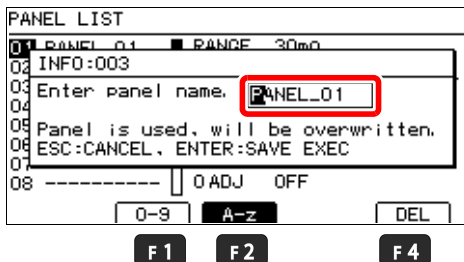 PANEL LIST
01 PANEL 01 RANGE 30mΩ
02 INFO:003
03 Enter panel name. PANEL_01
04
05 Panel is used, will be overwritten.
06 ESC:CANCEL, ENTER:SAVE EXEC
07
08 ---------- 0 ADJ OFF
0-9 A-z DEL
F1 F2 F4